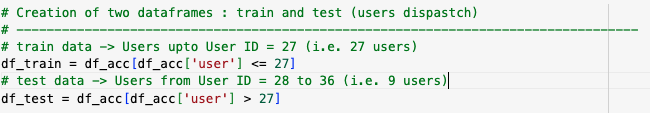 # Creation of two dataframes : train and test (users dispastch)
# -----------------------------------------------------------------------------
# train data -> Users upto User ID = 27 (i.e. 27 users)
df_train = df_acc[df_acc['user'] <= 27]
# test data -> Users from User ID = 28 to 36 (i.e. 9 users)
df_test = df_acc[df_acc['user'] > 27]